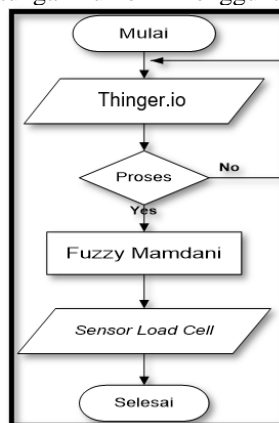 Mulai
Thinger.io
Proses
No
Yes
Fuzzy Mamdani
Sensor Load Cell
Selesai